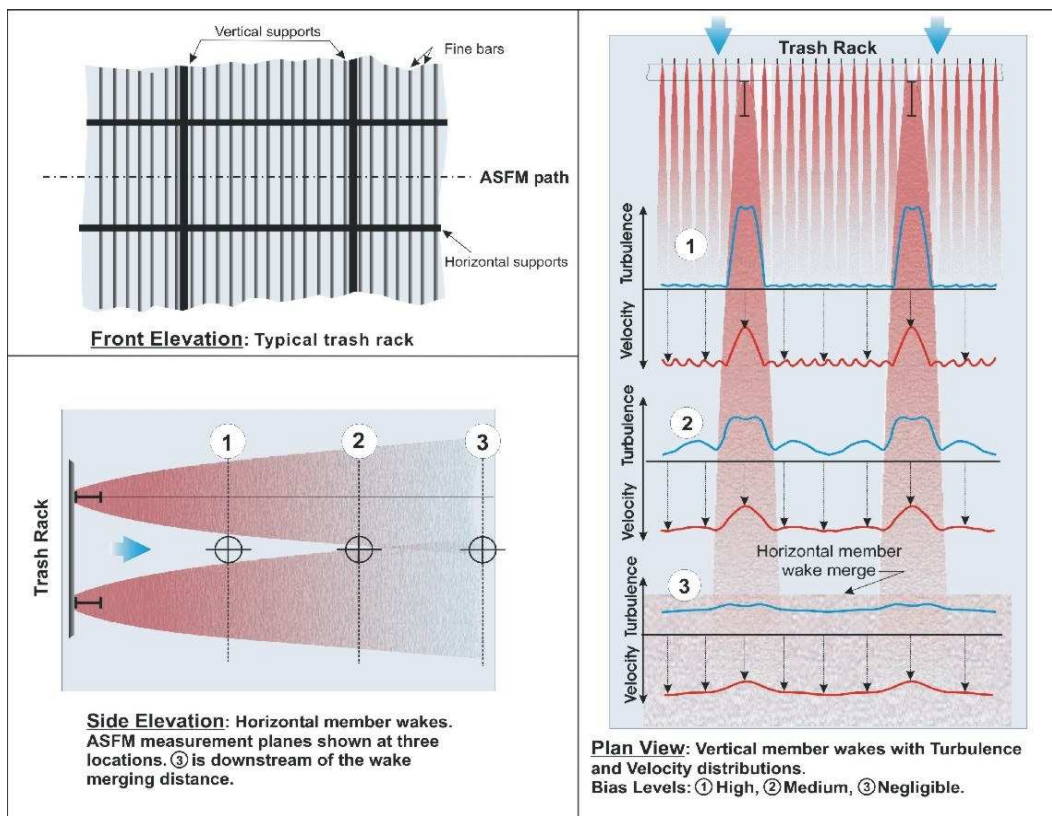 Vertical supports
Fine bars
ASFM path
Horizontal supports
Front Elevation: Typical trash rack
Trash Rack
1
2
3
Side Elevation: Horizontal member wakes.
ASFM measurement planes shown at three
locations. ③ is downstream of the wake
merging distance.
Trash Rack
Turbulence
1
Velocity
Turbulence
2
Velocity
Horizontal member
wake merge
Turbulence
3
Velocity
Plan View: Vertical member wakes with Turbulence
and Velocity distributions.
Bias Levels: ① High, ② Medium, ③ Negligible.